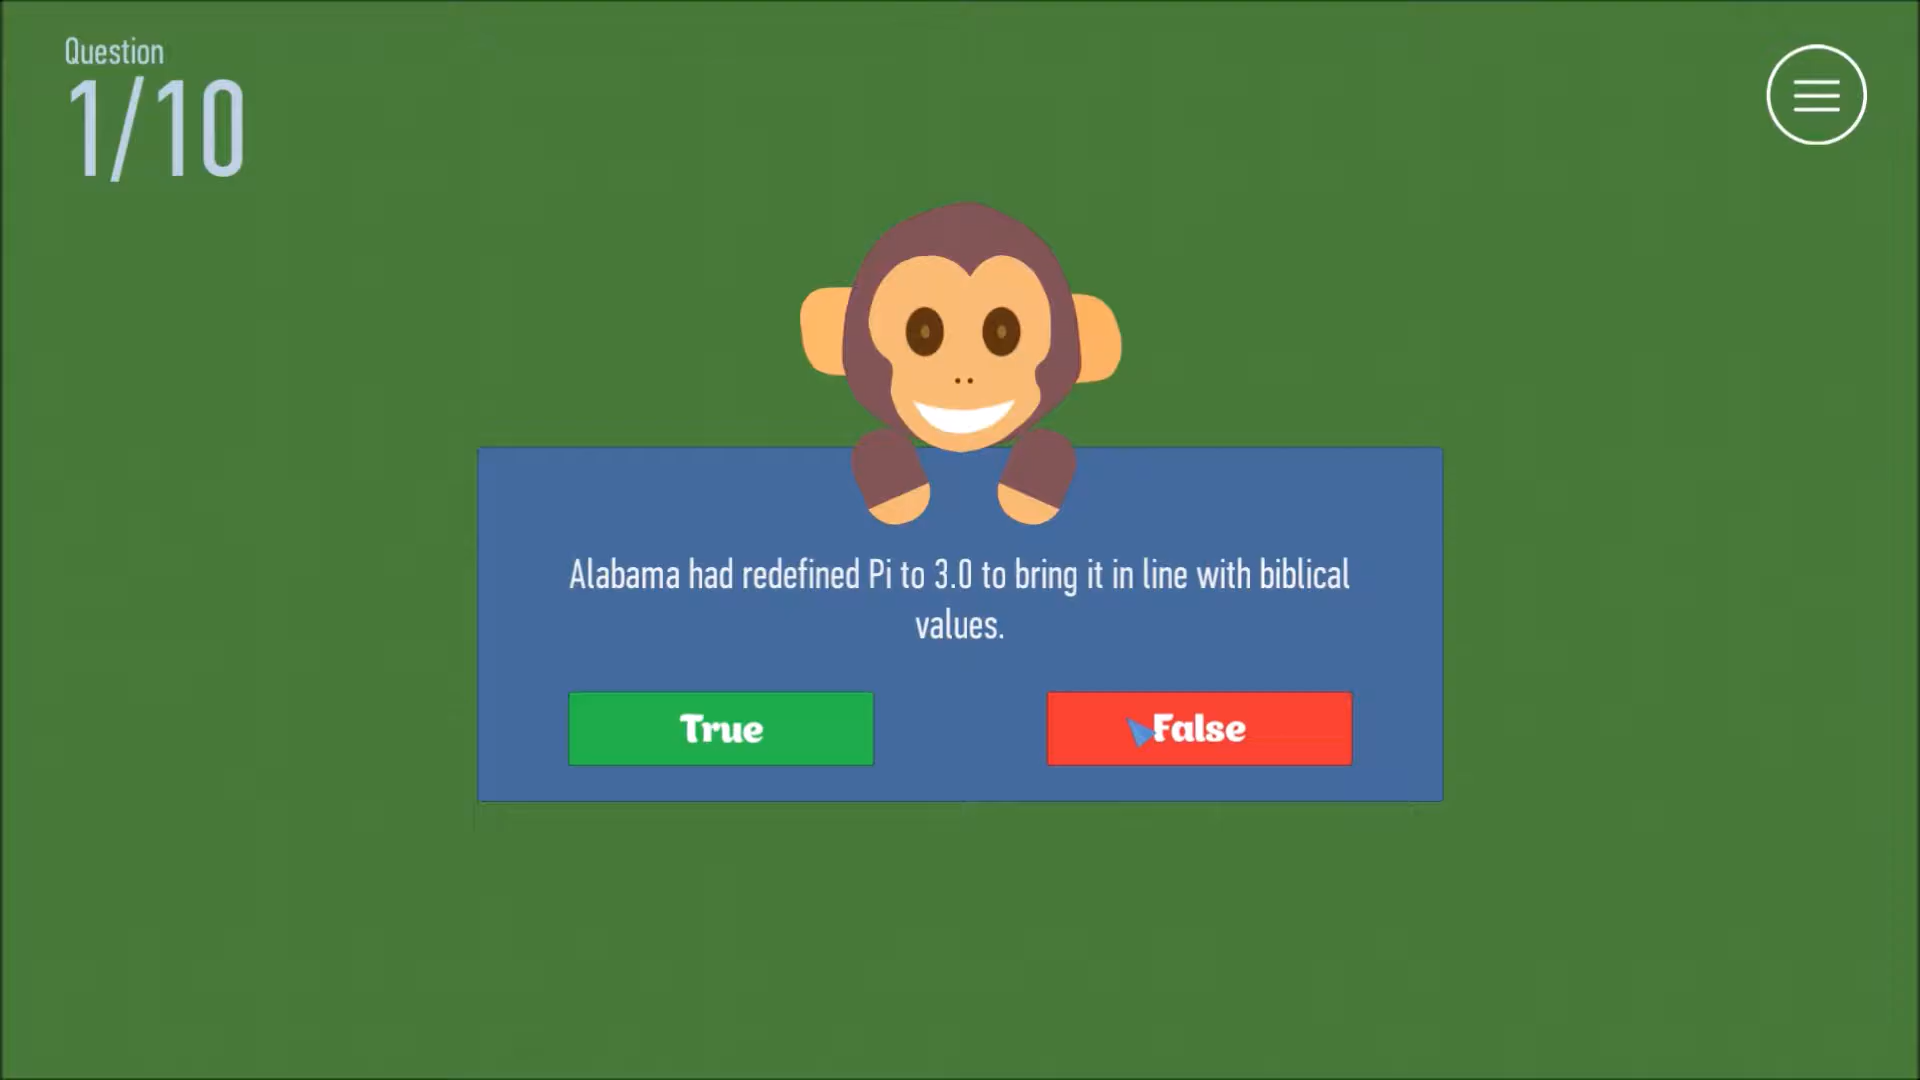 Question
1/10
Alabama had redefined Pi to 3.0 to bring it in line with biblical
values.
True
False